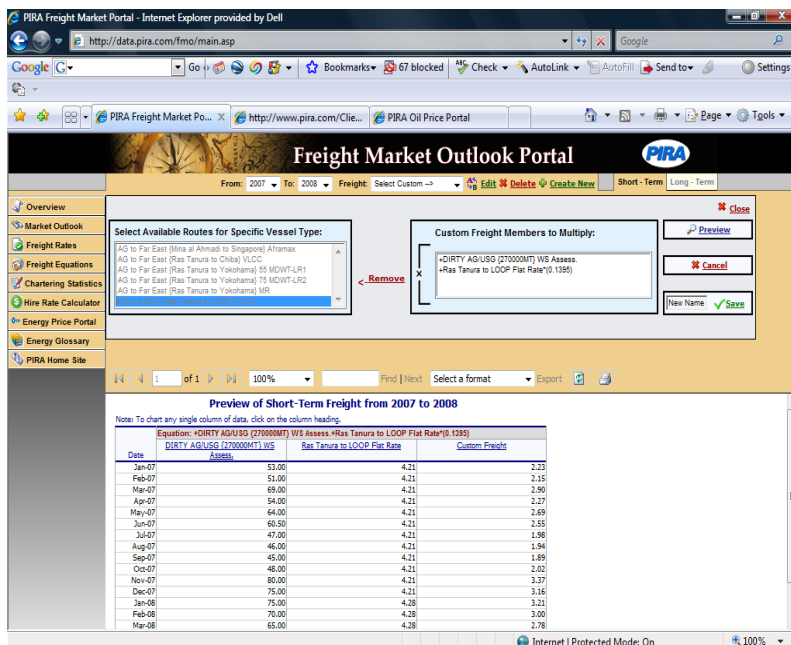 PIRA Freight Market Portal - Internet Explorer provided by Dell
http://data.pira.com/fmo/main.asp
Google
Google G
Go
Bookmarks
67 blocked
Check
AutoLink
AutoFill
Send to
Settings
PIRA Freight Market Po...
http://www.pira.com/Clie...
PIRA Oil Price Portal
Page
Tools
Freight Market Outlook Portal
PIRA
From: 2007 To: 2008 Freight: Select Custom --> Edit Delete Create New
Short - Term Long - Term
Overview
Market Outlook
Freight Rates
Freight Equations
Chartering Statistics
Hire Rate Calculator
Energy Price Portal
Energy Glossary
PIRA Home Site
Close
Select Available Routes for Specific Vessel Type:
AG to Far East {Mina al Ahmadi to Singapore} Aframax
AG to Far East {Ras Tanura to Chiba} VLCC
AG to Far East {Ras Tanura to Yokohama} 55 MDWT-LR1
AG to Far East {Ras Tanura to Yokohama} 75 MDWT-LR2
AG to Far East {Ras Tanura to Yokohama} MR
< Remove
Custom Freight Members to Multiply:
x
+DIRTY AG/USG {270000MT} WS Assess.
+Ras Tanura to LOOP Flat Rate*(0.1395)
Preview
Cancel
New Name Save
1 of 1 100% Find | Next Select a format Export
Preview of Short-Term Freight from 2007 to 2008
Note: To chart any single column of data, click on the column heading.
Equation: +DIRTY AG/USG {270000MT} WS Assess.+Ras Tanura to LOOP Flat Rate*(0.1395)
Date DIRTY AG/USG {270000MT} WS Assess. Ras Tanura to LOOP Flat Rate Custom Freight
Jan-07 53.00 4.21 2.23
Feb-07 51.00 4.21 2.15
Mar-07 69.00 4.21 2.90
Apr-07 54.00 4.21 2.27
May-07 64.00 4.21 2.69
Jun-07 60.50 4.21 2.55
Jul-07 47.00 4.21 1.98
Aug-07 46.00 4.21 1.94
Sep-07 45.00 4.21 1.89
Oct-07 48.00 4.21 2.02
Nov-07 80.00 4.21 3.37
Dec-07 75.00 4.21 3.16
Jan-08 75.00 4.28 3.21
Feb-08 70.00 4.28 3.00
Mar-08 65.00 4.28 2.78
Internet | Protected Mode: On
100%